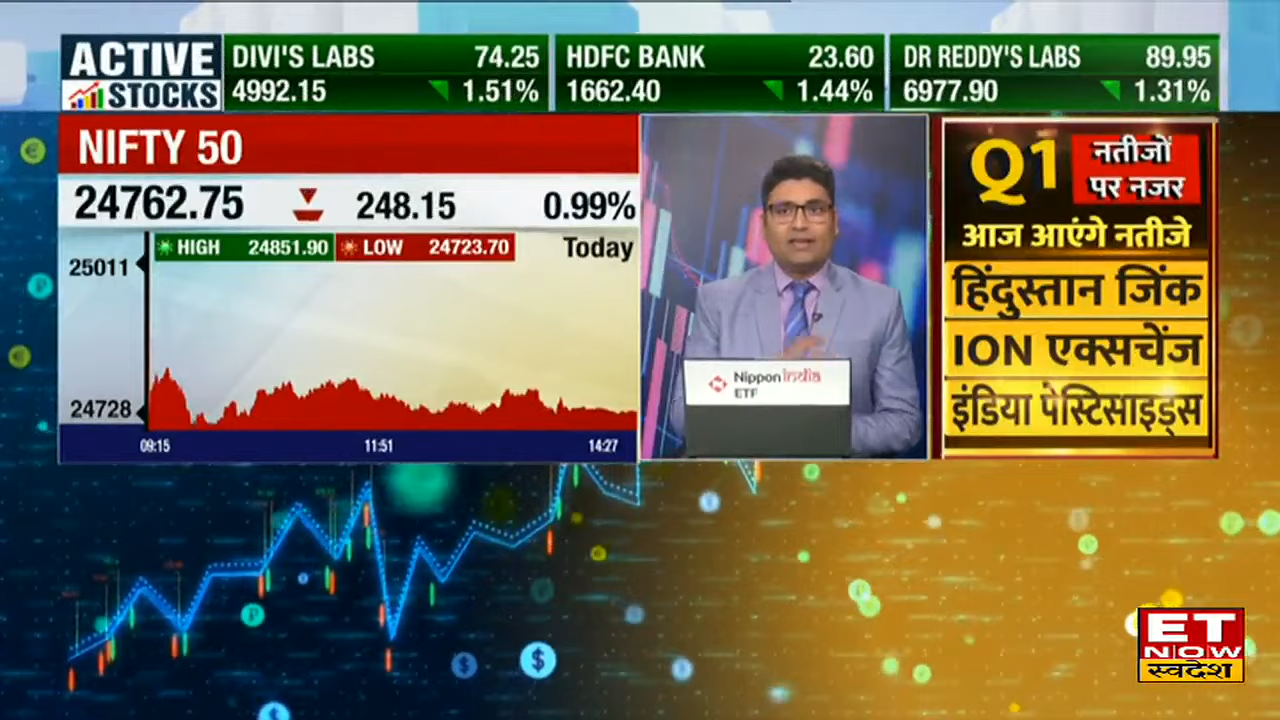 ACTIVE STOCKS
DIVI'S LABS 74.25
4992.15 1.51%
HDFC BANK 23.60
1662.40 1.44%
DR REDDY'S LABS 89.95
6977.90 1.31%
NIFTY 50
24762.75 248.15 0.99%
HIGH 24851.90 LOW 24723.70 Today
25011
24728
09:15 11:51 14:27
Nippon india
ETF
Q1 नतीजों
पर नजर
आज आएंगे नतीजे
हिंदुस्तान जिंक
ION एक्सचेंज
इंडिया पेस्टिसाइड्स
ET
NOW
स्वदेश